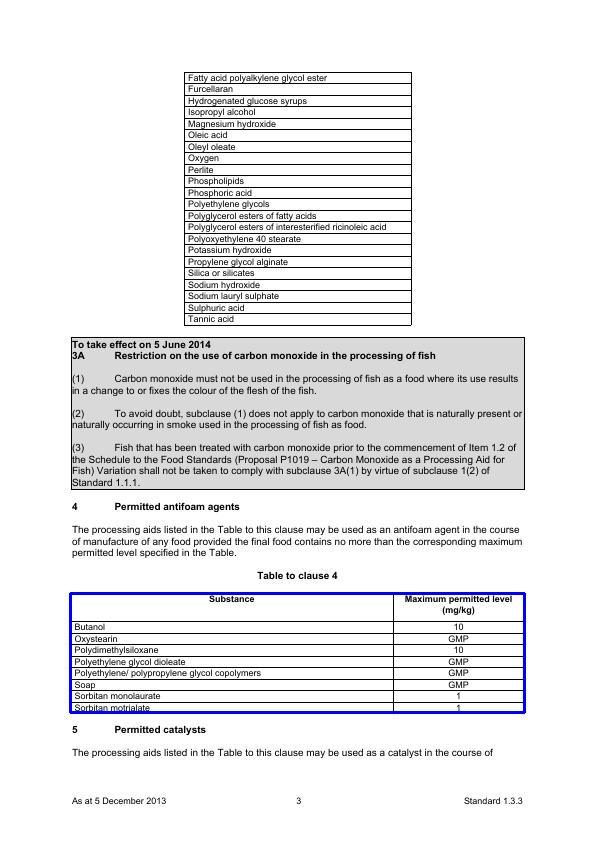 Fatty acid polyalkylene glycol ester
Furcellaran
Hydrogenated glucose syrups
Isopropyl alcohol
Magnesium hydroxide
Oleic acid
Oleyl oleate
Oxygen
Perlite
Phospholipids
Phosphoric acid
Polyethylene glycols
Polyglycerol esters of fatty acids
Polyglycerol esters of interesterified ricinoleic acid
Polyoxyethylene 40 stearate
Potassium hydroxide
Propylene glycol alginate
Silica or silicates
Sodium hydroxide
Sodium lauryl sulphate
Sulphuric acid
Tannic acid
To take effect on 5 June 2014
3A Restriction on the use of carbon monoxide in the processing of fish
(1) Carbon monoxide must not be used in the processing of fish as a food where its use results
in a change to or fixes the colour of the flesh of the fish.
(2) To avoid doubt, subclause (1) does not apply to carbon monoxide that is naturally present or
naturally occurring in smoke used in the processing of fish as food.
(3) Fish that has been treated with carbon monoxide prior to the commencement of Item 1.2 of
the Schedule to the Food Standards (Proposal P1019 – Carbon Monoxide as a Processing Aid for
Fish) Variation shall not be taken to comply with subclause 3A(1) by virtue of subclause 1(2) of
Standard 1.1.1.
4 Permitted antifoam agents
The processing aids listed in the Table to this clause may be used as an antifoam agent in the course
of manufacture of any food provided the final food contains no more than the corresponding maximum
permitted level specified in the Table.
Table to clause 4
Substance Maximum permitted level
(mg/kg)
Butanol 10
Oxystearin GMP
Polydimethylsiloxane 10
Polyethylene glycol dioleate GMP
Polyethylene/ polypropylene glycol copolymers GMP
Soap GMP
Sorbitan monolaurate 1
Sorbitan motrialate 1
5 Permitted catalysts
The processing aids listed in the Table to this clause may be used as a catalyst in the course of
As at 5 December 2013 3 Standard 1.3.3